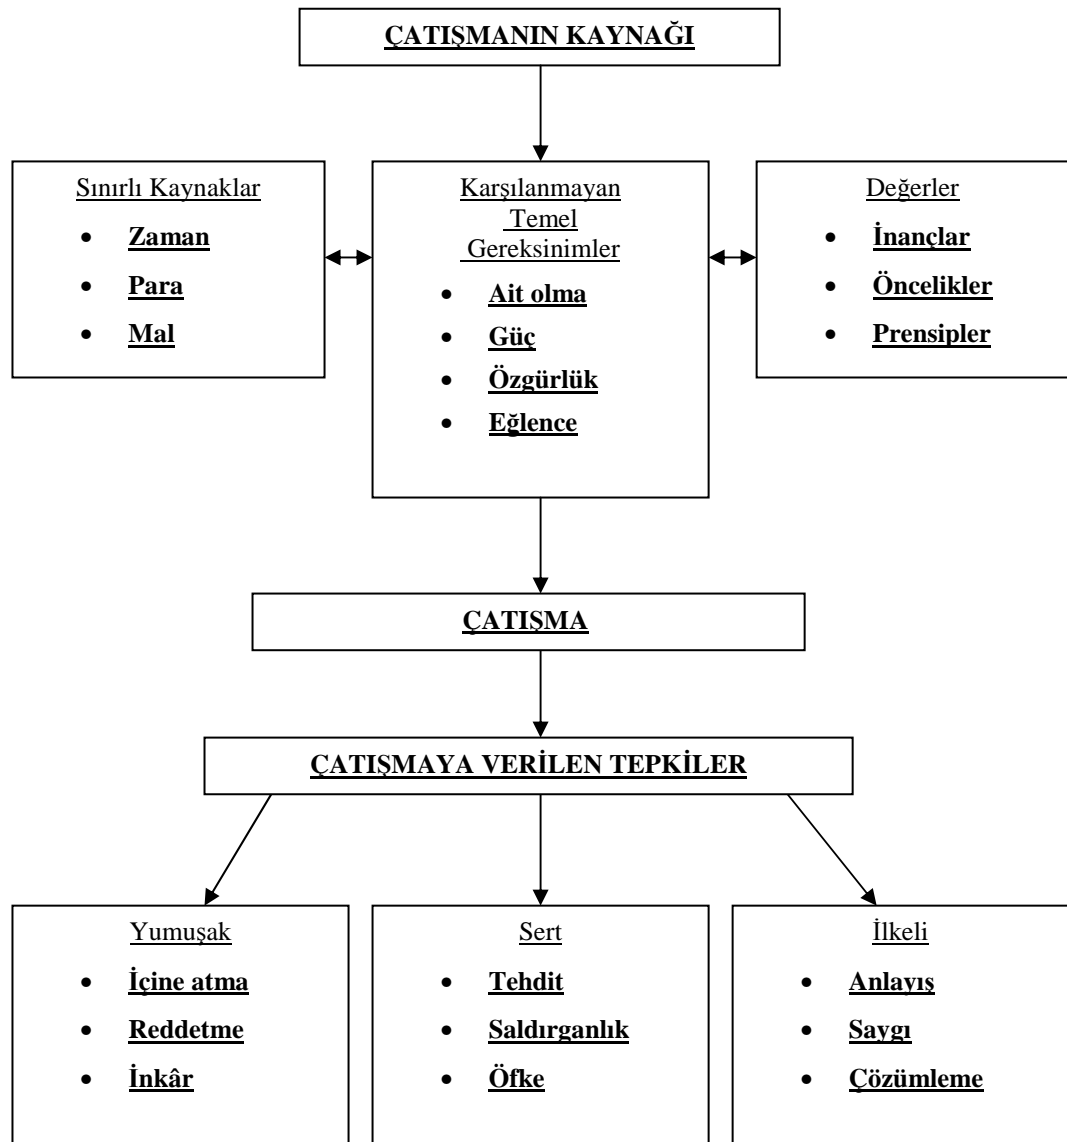 ÇATIŞMANIN KAYNAĞI
Sınırlı Kaynaklar
• Zaman
• Para
• Mal
Karşılanmayan
Temel
Gereksinimler
• Ait olma
• Güç
• Özgürlük
• Eğlence
Değerler
• İnançlar
• Öncelikler
• Prensipler
ÇATIŞMA
ÇATIŞMAYA VERİLEN TEPKİLER
Yumuşak
• İçine atma
• Reddetme
• İnkâr
Sert
• Tehdit
• Saldırganlık
• Öfke
İlkeli
• Anlayış
• Saygı
• Çözümleme